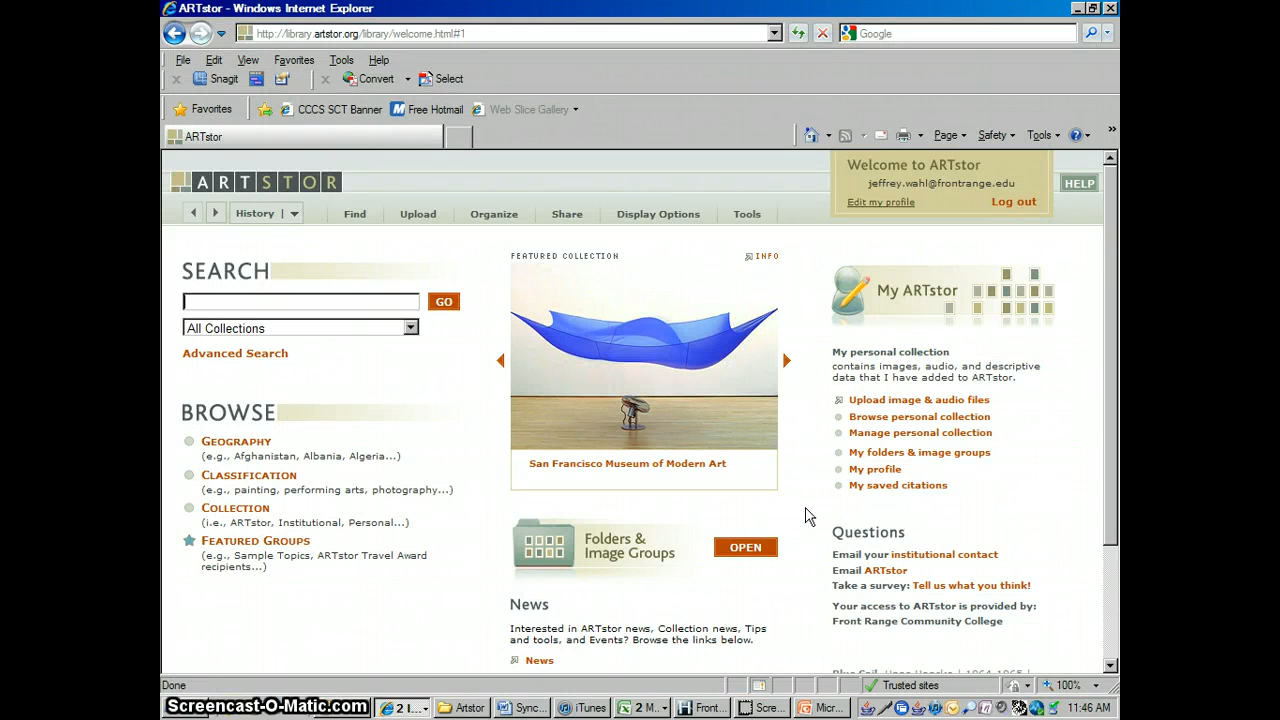 ARTstor - Windows Internet Explorer
http://library.artstor.org/library/welcome.html#1
Google
File Edit View Favorites Tools Help
Snagit Convert Select
Favorites CCCS SCT Banner Free Hotmail Web Slice Gallery
ARTstor
Page Safety Tools
ARTSTOR
Welcome to ARTstor
jeffrey.wahl@frontrange.edu
Edit my profile Log out
HELP
History Find Upload Organize Share Display Options Tools
SEARCH
GO
All Collections
Advanced Search
BROWSE
GEOGRAPHY
(e.g., Afghanistan, Albania, Algeria...)
CLASSIFICATION
(e.g., painting, performing arts, photography...)
COLLECTION
(i.e., ARTstor, Institutional, Personal...)
FEATURED GROUPS
(e.g., Sample Topics, ARTstor Travel Award
recipients...)
FEATURED COLLECTION INFO
San Francisco Museum of Modern Art
Folders &
Image Groups
OPEN
News
Interested in ARTstor news, Collection news, Tips
and tools, and Events? Browse the links below.
News
My ARTstor
My personal collection
contains images, audio, and descriptive
data that I have added to ARTstor.
Upload image & audio files
Browse personal collection
Manage personal collection
My folders & image groups
My profile
My saved citations
Questions
Email your institutional contact
Email ARTstor
Take a survey: Tell us what you think!
Your access to ARTstor is provided by:
Front Range Community College
Done Trusted sites 100%
Screencast-O-Matic.com
2 I... Artstor Sync... iTunes 2 M... Front... Scre... Micr...
11:46 AM